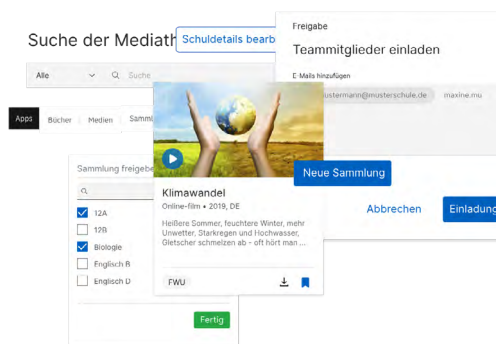 Suche der Mediath
Schuldetails bearb
Alle
Suche
Apps
Bücher
Medien
Samml
Sammlung freigebe
12A
12B
Biologie
Englisch B
Englisch D
Fertig
Klimawandel
Online-film • 2019, DE
Heißere Sommer, feuchtere Winter, mehr
Unwetter, Starkregen und Hochwasser,
Gletscher schmelzen ab - oft hört man ...
FWU
Freigabe
Teammitglieder einladen
E-Mails hinzufügen
ustermann@musterschule.de
maxine.mu
Neue Sammlung
Abbrechen
Einladung